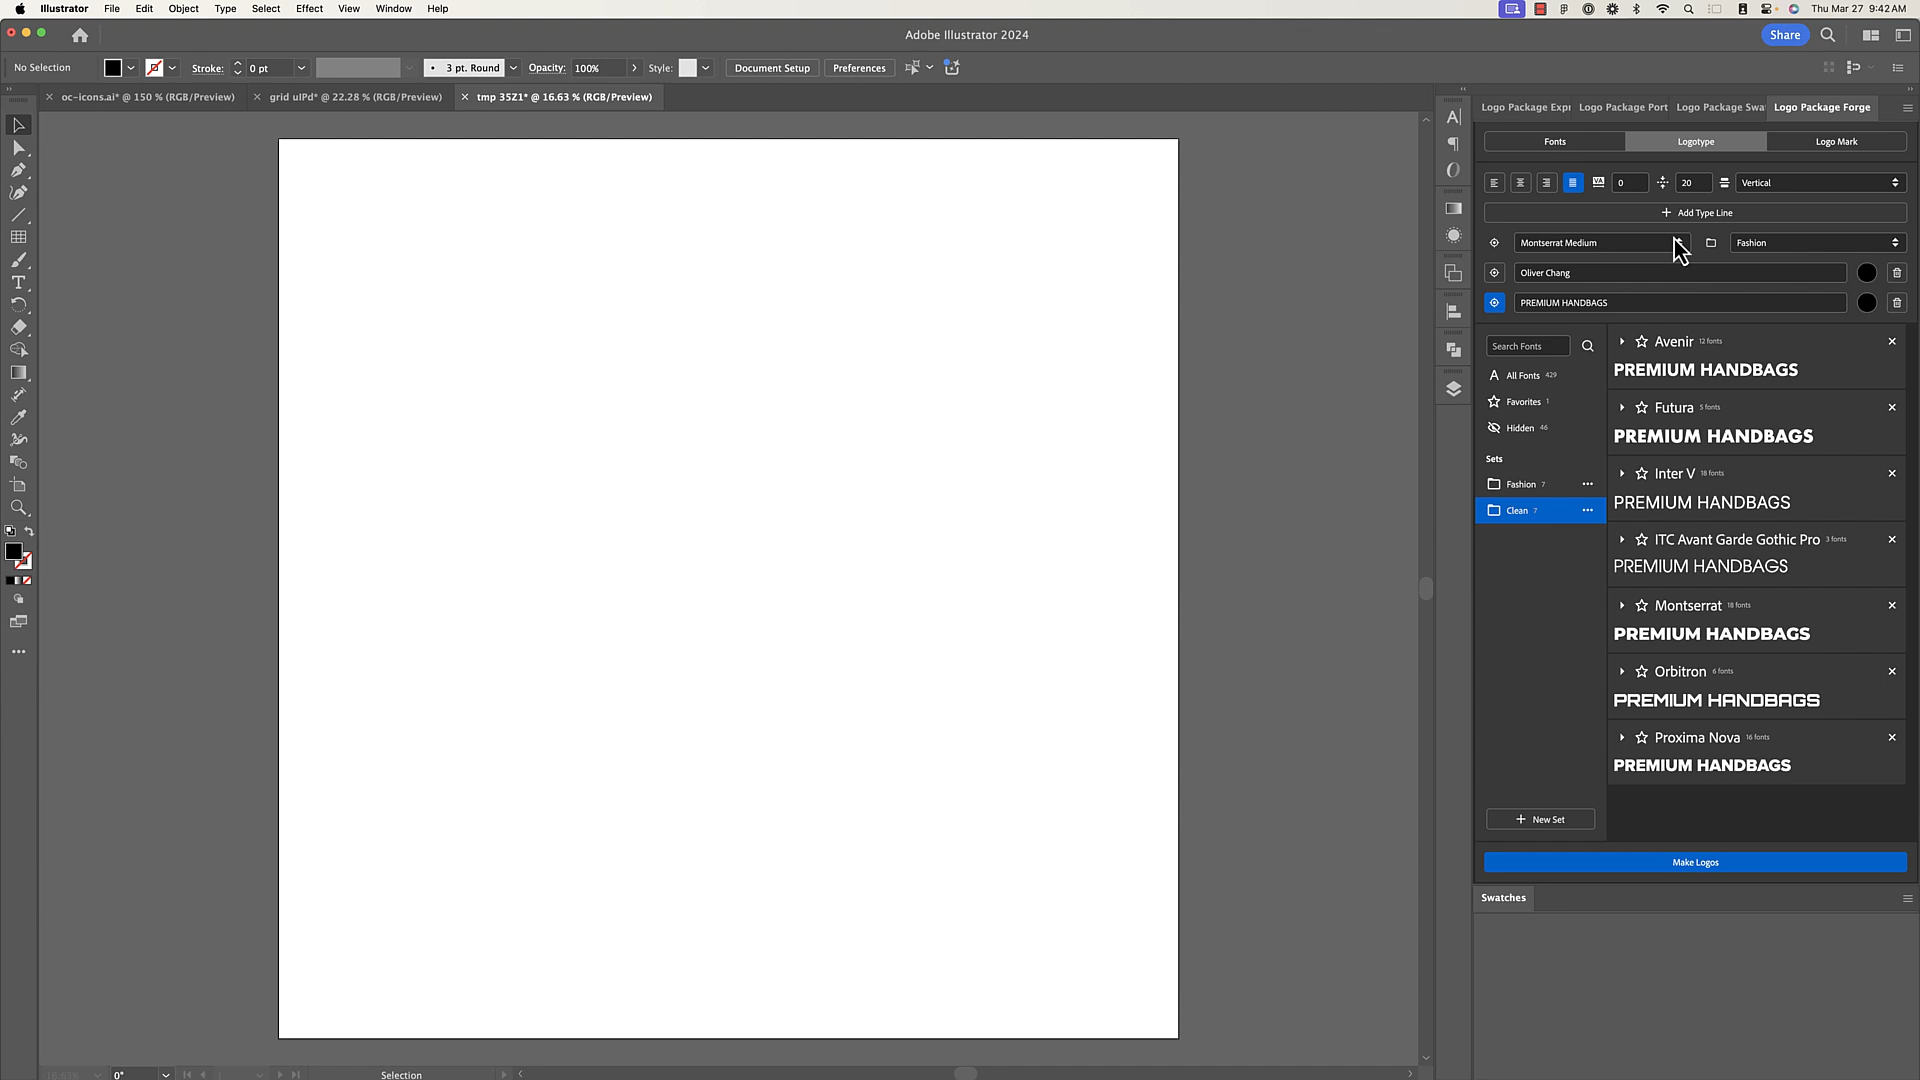 Illustrator File Edit Object Type Select Effect View Window Help Thu Mar 27 9:42 AM
Adobe Illustrator 2024 Share
No Selection Stroke: 0 pt 3 pt. Round Opacity: 100% Style: Document Setup Preferences
oc-icons.ai* @ 150 % (RGB/Preview) grid uIPd* @ 22.28 % (RGB/Preview) tmp 35Z1* @ 16.63 % (RGB/Preview)
Logo Package Expr Logo Package Port Logo Package Swa Logo Package Forge
Fonts Logotype Logo Mark
0 20 Vertical
Add Type Line
Montserrat Medium Fashion
Oliver Chang
PREMIUM HANDBAGS
Search Fonts
All Fonts 429
Favorites 1
Hidden 46
Sets
Fashion 7
Clean 7
New Set
Avenir 12 fonts
PREMIUM HANDBAGS
Futura 5 fonts
PREMIUM HANDBAGS
Inter V 18 fonts
PREMIUM HANDBAGS
ITC Avant Garde Gothic Pro 3 fonts
PREMIUM HANDBAGS
Montserrat 18 fonts
PREMIUM HANDBAGS
Orbitron 6 fonts
PREMIUM HANDBAGS
Proxima Nova 16 fonts
PREMIUM HANDBAGS
Make Logos
Swatches
16.63% 0° 1 Selection